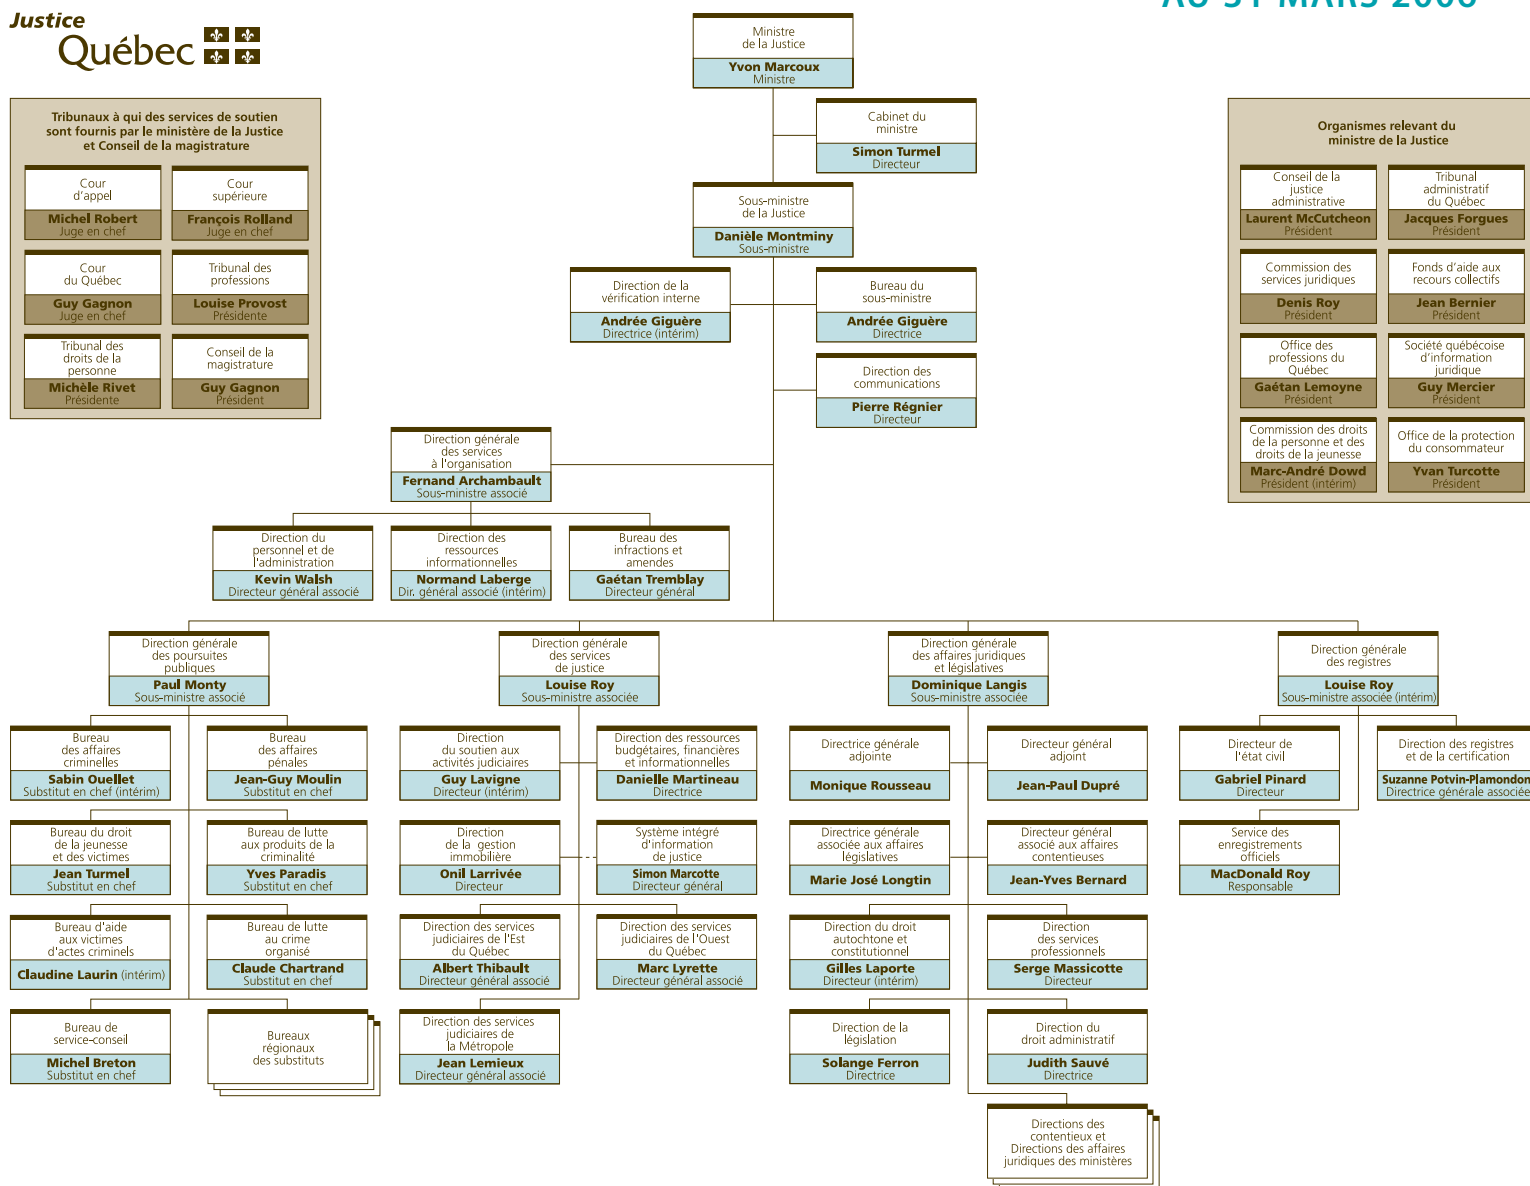 AU 31 MARS 2006
Justice
Québec
Ministre
de la Justice
Yvon Marcoux
Ministre
Cabinet du
ministre
Simon Turmel
Directeur
Sous-ministre
de la Justice
Danièle Montminy
Sous-ministre
Direction de la
vérification interne
Andrée Giguère
Directrice (intérim)
Bureau du
sous-ministre
Andrée Giguère
Directrice
Direction des
communications
Pierre Régnier
Directeur
Tribunaux à qui des services de soutien
sont fournis par le ministère de la Justice
et Conseil de la magistrature
Cour
d'appel
Michel Robert
Juge en chef
Cour
supérieure
François Rolland
Juge en chef
Cour
du Québec
Guy Gagnon
Juge en chef
Tribunal des
professions
Louise Provost
Présidente
Tribunal des
droits de la
personne
Michèle Rivet
Présidente
Conseil de la
magistrature
Guy Gagnon
Président
Organismes relevant du
ministre de la Justice
Conseil de la
justice
administrative
Laurent McCutcheon
Président
Tribunal
administratif
du Québec
Jacques Forgues
Président
Commission des
services juridiques
Denis Roy
Président
Fonds d'aide aux
recours collectifs
Jean Bernier
Président
Office des
professions du
Québec
Gaétan Lemoyne
Président
Société québécoise
d'information
juridique
Guy Mercier
Président
Commission des droits
de la personne et des
droits de la jeunesse
Marc-André Dowd
Président (intérim)
Office de la protection
du consommateur
Yvan Turcotte
Président
Direction générale
des services
à l'organisation
Fernand Archambault
Sous-ministre associé
Direction du
personnel et de
l'administration
Kevin Walsh
Directeur général associé
Direction des
ressources
informationnelles
Normand Laberge
Dir. général associé (intérim)
Bureau des
infractions et
amendes
Gaétan Tremblay
Directeur général
Direction générale
des poursuites
publiques
Paul Monty
Sous-ministre associé
Direction générale
des services
de justice
Louise Roy
Sous-ministre associée
Direction générale
des affaires juridiques
et législatives
Dominique Langis
Sous-ministre associée
Direction générale
des registres
Louise Roy
Sous-ministre associée (intérim)
Bureau
des affaires
criminelles
Sabin Ouellet
Substitut en chef (intérim)
Bureau
des affaires
pénales
Jean-Guy Moulin
Substitut en chef
Bureau du droit
de la jeunesse
et des victimes
Jean Turmel
Substitut en chef
Bureau de lutte
aux produits de la
criminalité
Yves Paradis
Substitut en chef
Bureau d'aide
aux victimes
d'actes criminels
Claudine Laurin (intérim)
Bureau de lutte
au crime
organisé
Claude Chartrand
Substitut en chef
Bureau de
service-conseil
Michel Breton
Substitut en chef
Bureaux
régionaux
des substituts
Direction
du soutien aux
activités judiciaires
Guy Lavigne
Directeur (intérim)
Direction des ressources
budgétaires, financières
et informationnelles
Danielle Martineau
Directrice
Direction
de la gestion
immobilière
Onil Larrivée
Directeur
Système intégré
d'information
de justice
Simon Marcotte
Directeur général
Direction des services
judiciaires de l'Est
du Québec
Albert Thibault
Directeur général associé
Direction des services
judiciaires de l'Ouest
du Québec
Marc Lyrette
Directeur général associé
Direction des services
judiciaires de
la Métropole
Jean Lemieux
Directeur général associé
Directrice générale
adjointe
Monique Rousseau
Directeur général
adjoint
Jean-Paul Dupré
Directrice générale
associée aux affaires
législatives
Marie José Longtin
Directeur général
associé aux affaires
contentieuses
Jean-Yves Bernard
Direction du droit
autochtone et
constitutionnel
Gilles Laporte
Directeur (intérim)
Direction
des services
professionnels
Serge Massicotte
Directeur
Direction de la
législation
Solange Ferron
Directrice
Direction du
droit administratif
Judith Sauvé
Directrice
Directions des
contentieux et
Directions des affaires
juridiques des ministères
Directeur de
l'état civil
Gabriel Pinard
Directeur
Direction des registres
et de la certification
Suzanne Potvin-Plamondon
Directrice générale associée
Service des
enregistrements
officiels
MacDonald Roy
Responsable